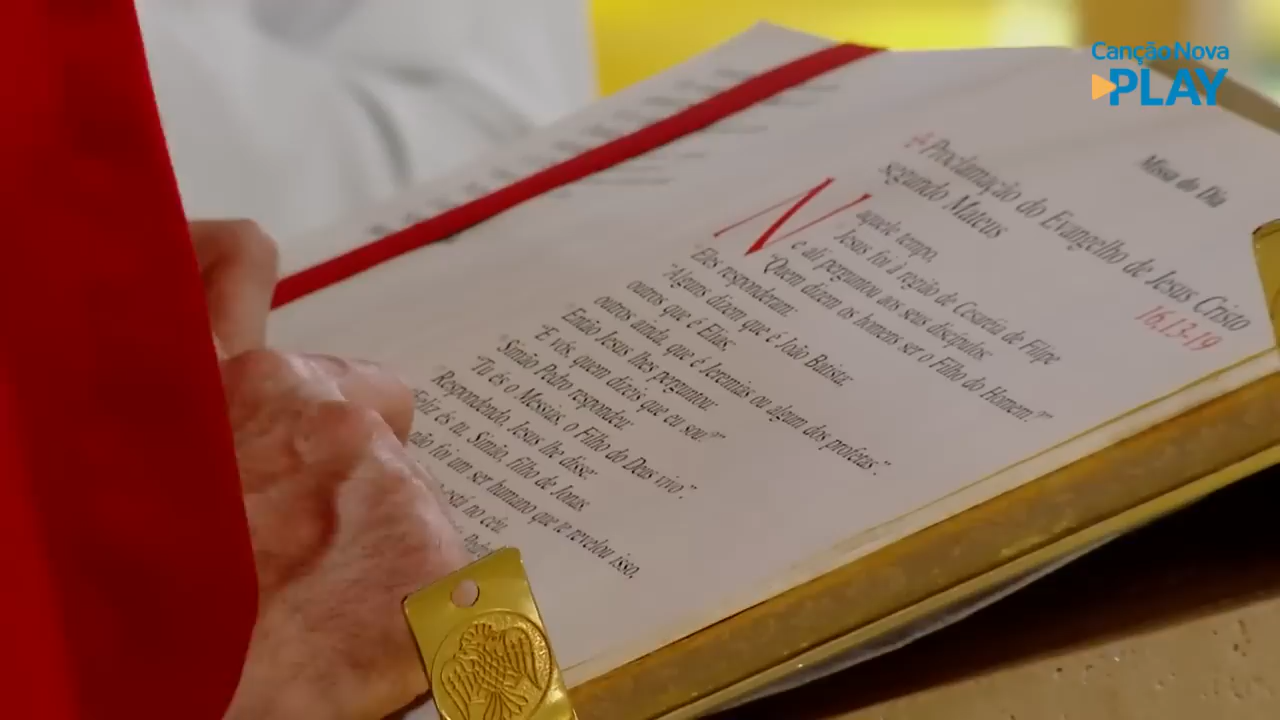 Canção Nova
PLAY
Missa do Dia
Proclamação do Evangelho de Jesus Cristo
segundo Mateus
16,13-19
Naquele tempo,
Jesus foi à região de Cesaréia de Filipe
e ali perguntou aos seus discípulos:
"Quem dizem os homens ser o Filho do Homem?"
Eles responderam:
"Alguns dizem que é João Batista;
outros que é Elias;
outros ainda, que é Jeremias ou algum dos profetas".
Então Jesus lhes perguntou:
"E vós, quem dizeis que eu sou?"
Simão Pedro respondeu:
"Tu és o Messias, o Filho do Deus vivo".
Respondendo, Jesus lhe disse:
"Feliz és tu, Simão, filho de Jonas,
não foi um ser humano que te revelou isso,
está no céu.